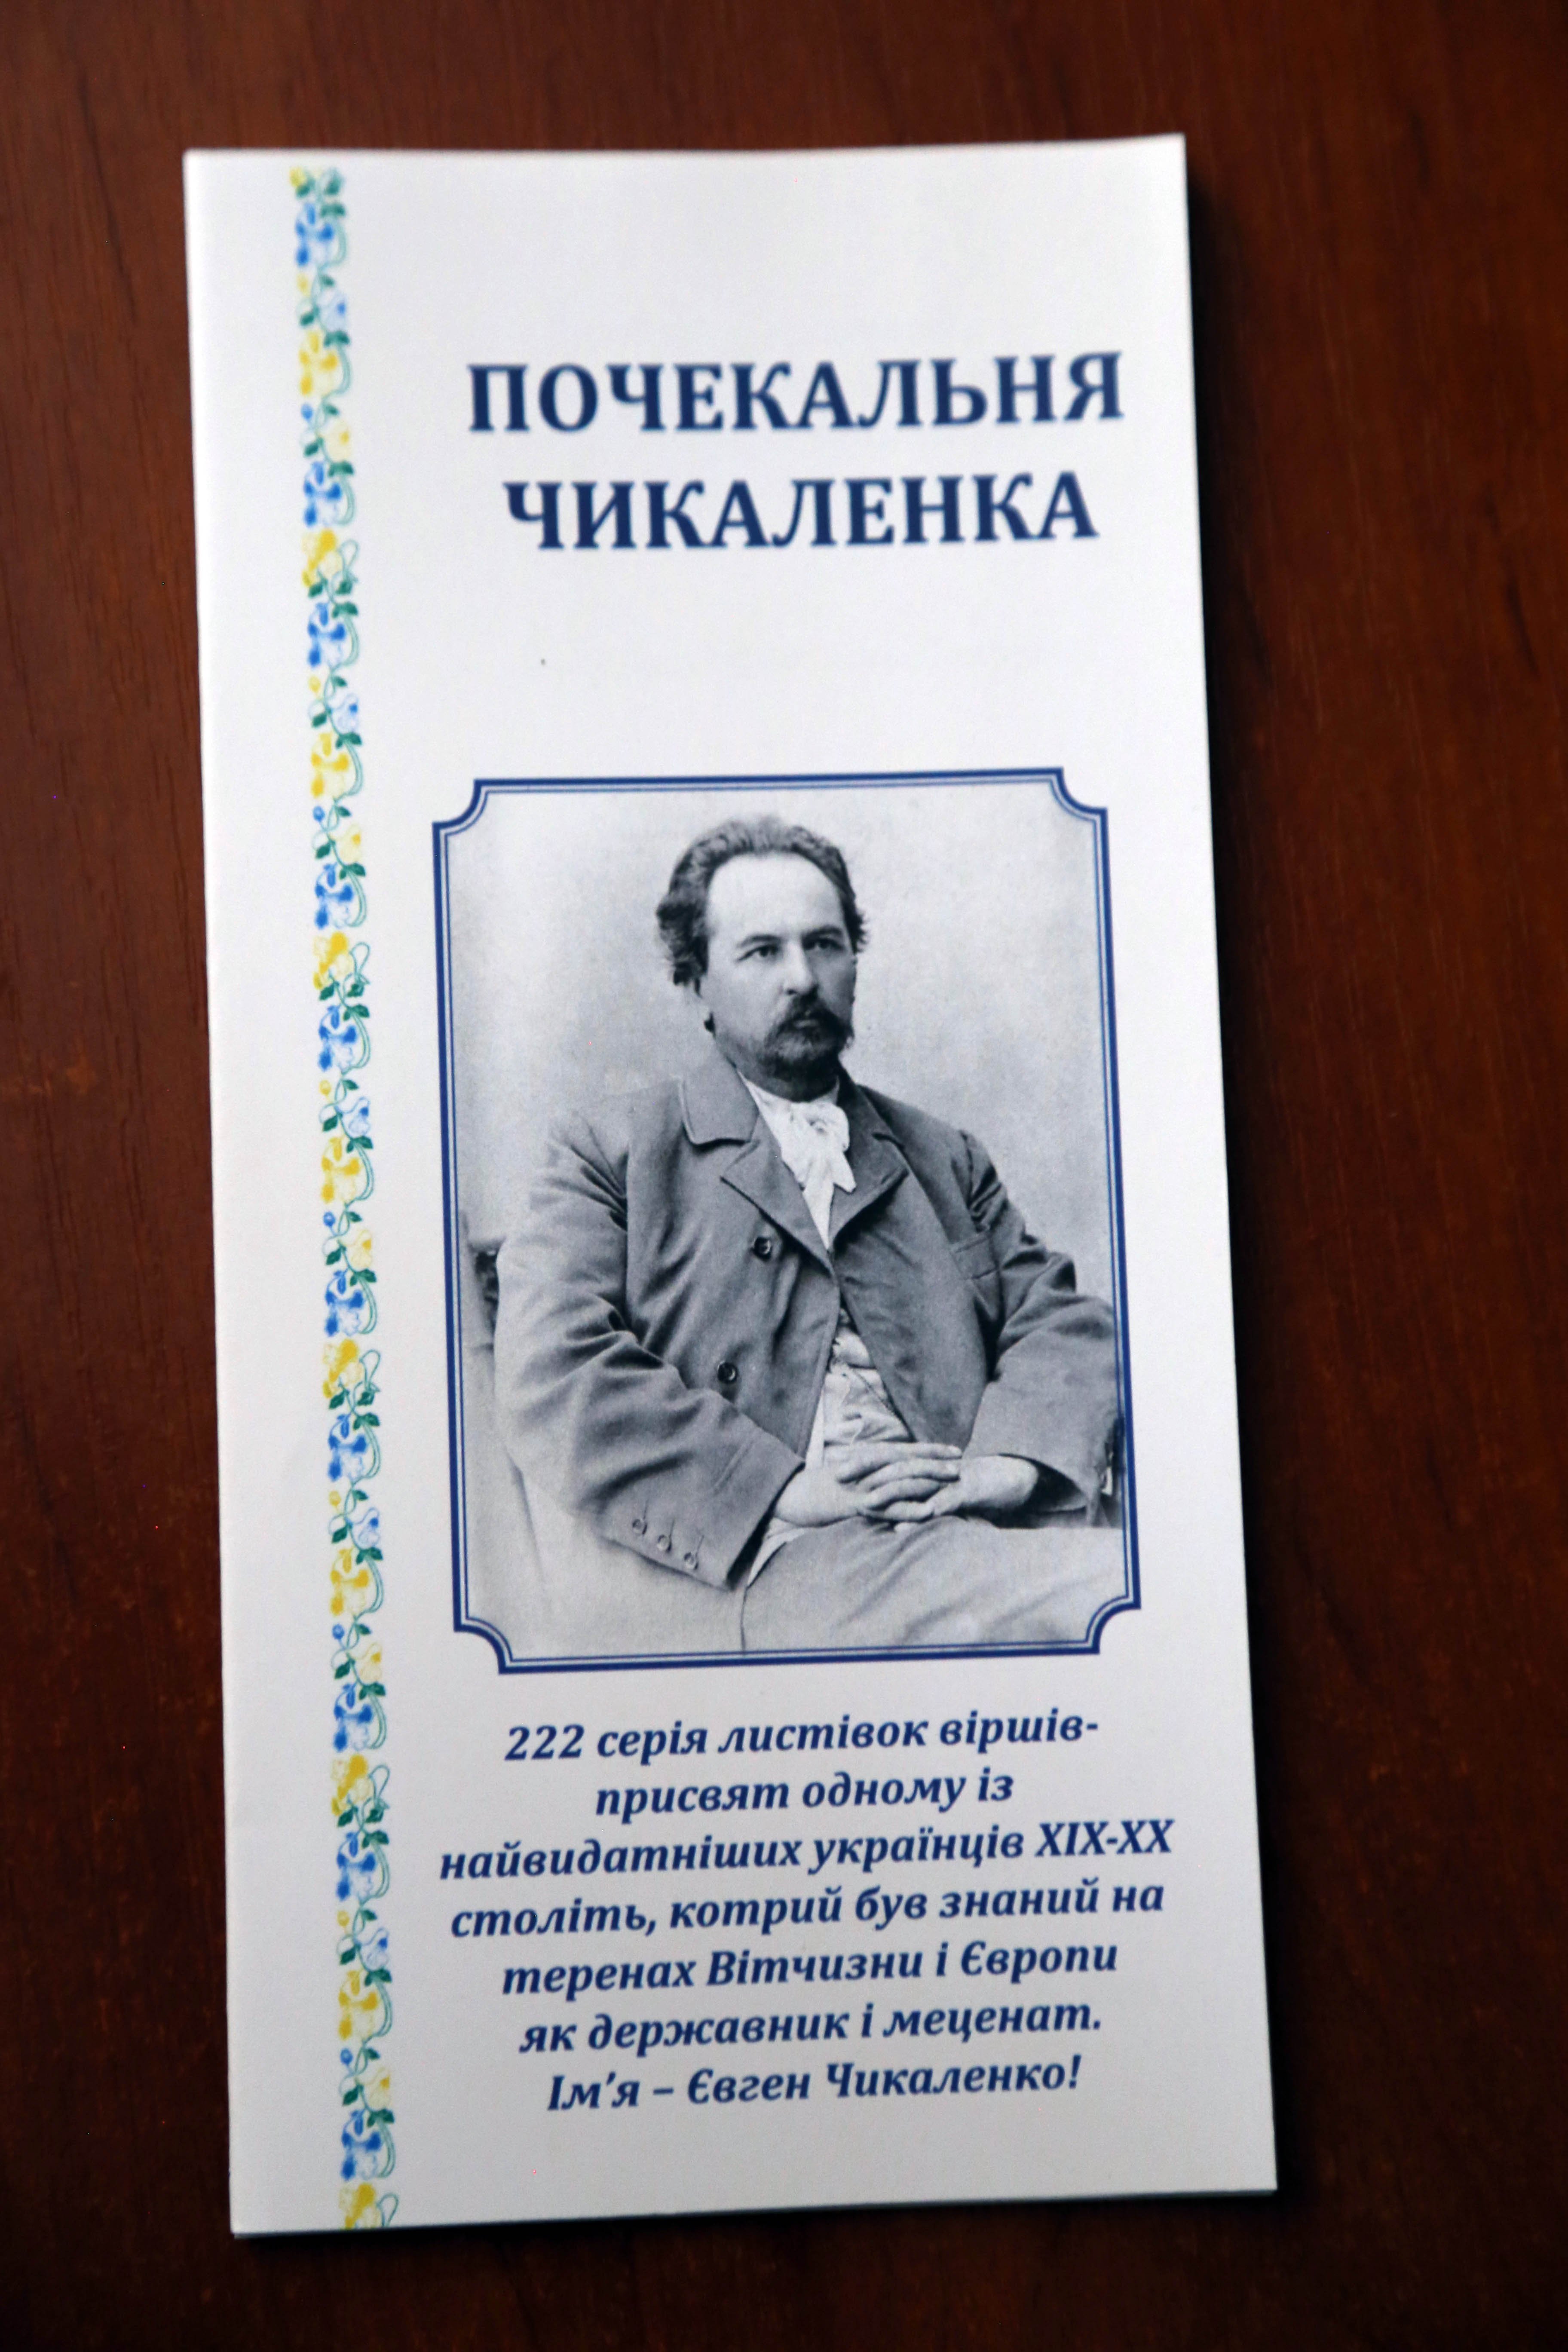 ПОЧЕКАЛЬНЯ
ЧИКАЛЕНКА
222 серія листівок віршів-
присвят одному із
найвидатніших українців XIX-XX
століть, котрий був знаний на
теренах Вітчизни і Європи
як державник і меценат.
Ім'я – Євген Чикаленко!